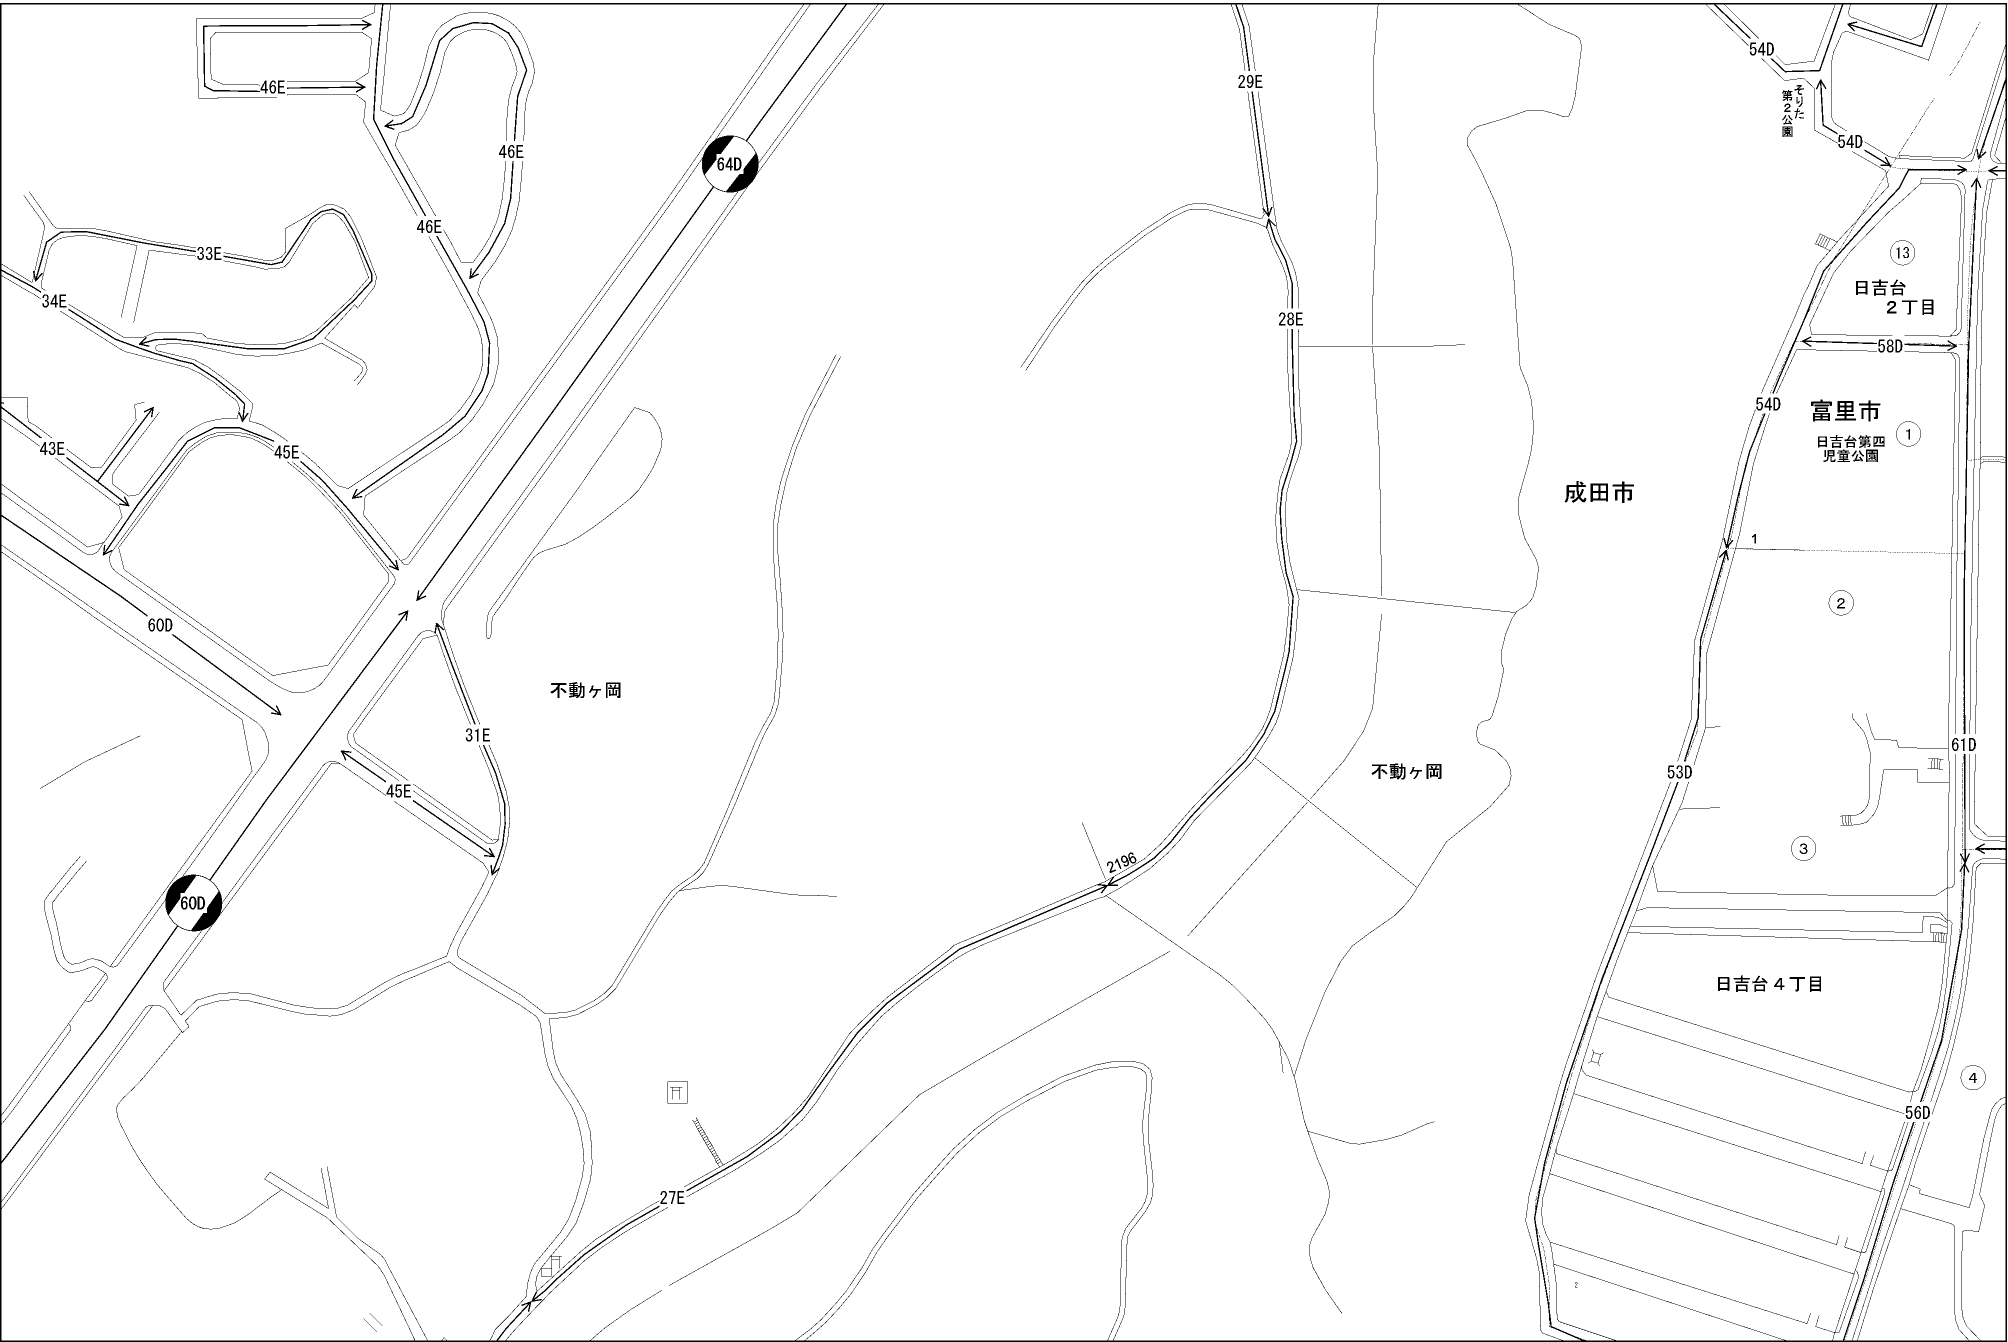 54D
29E
46E
そりた
第２公園
54D
46E
64D
46E
33E
13
日吉台
２丁目
34E
28E
58D
54D
富里市
日吉台第四
児童公園
1
43E
45E
成田市
1
2
60D
不動ヶ岡
31E
61D
不動ヶ岡
53D
45E
3
2196
60D
日吉台４丁目
4
56D
27E